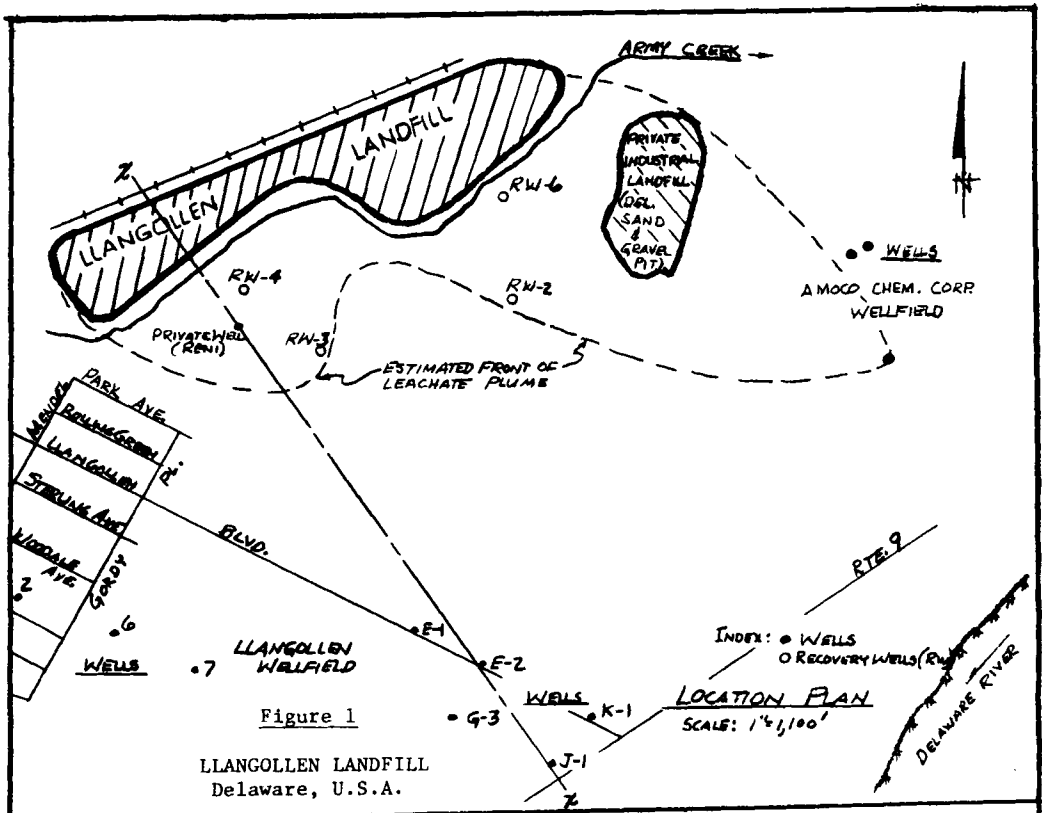 ARMY CREEK
LANDFILL
LLANGOLLEN
PRIVATE
INDUSTRIAL
LANDFILL
(DEL.
SAND
&
GRAVEL
PIT)
N
RW-6
WELLS
AMOCO CHEM. CORP.
WELLFIELD
RW-4
RW-2
PRIVATE WELL
(RENI)
RW-3
ESTIMATED FRONT OF
LEACHATE PLUME
PARK AVE.
MENDEL
ROLLINGGREEN
LLANGOLLEN
PL.
STERLING AVE
BLVD.
WOODALE
AVE.
GORDY
2
6
WELLS
7
LLANGOLLEN
WELLFIELD
E-1
E-2
RTE. 9
INDEX: WELLS
RECOVERY WELLS (RW)
WELLS
K-1
G-3
J-1
LOCATION PLAN
SCALE: 1"=1,100'
DELAWARE RIVER
Figure 1
LLANGOLLEN LANDFILL
Delaware, U.S.A.